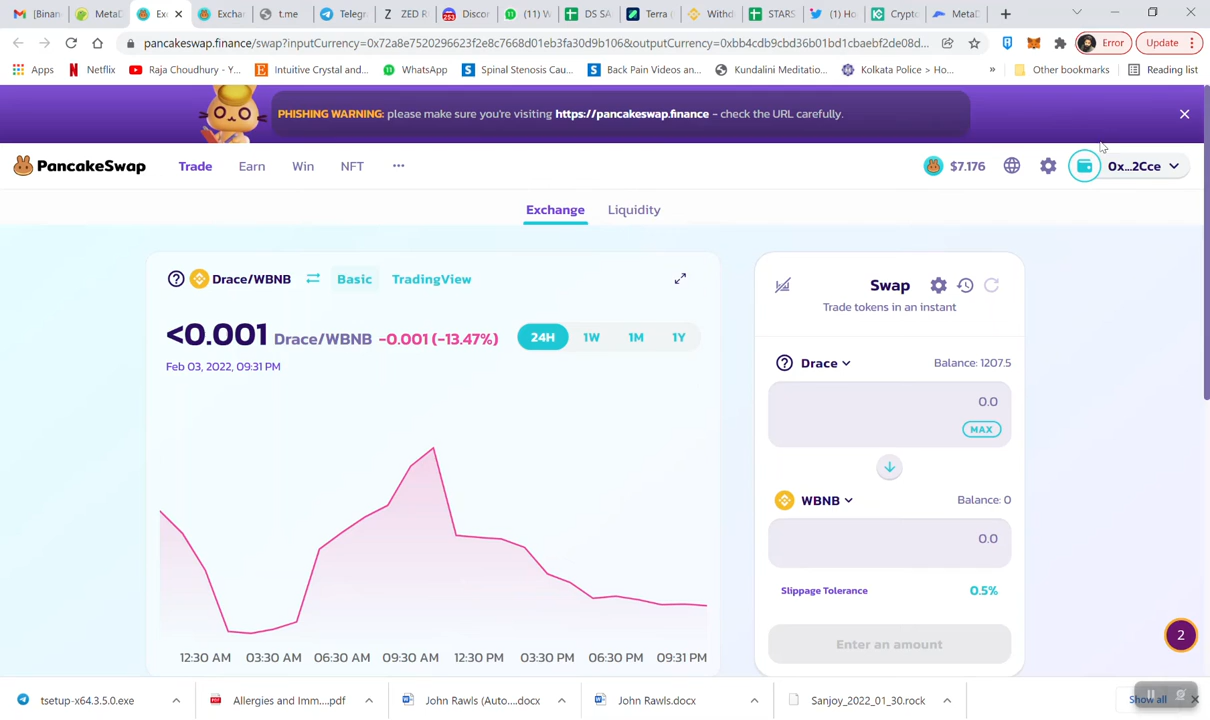 [Binan
MetaD
Exc
Excha
t.me
Telegr
ZED R
253
Discor
(11) W
DS SA
Terra (
Withd
STARS
(1) Ho
Crypto
MetaD
pancakeswap.finance/swap?inputCurrency=0x727e7520296623f2e8c7668d01eb3fa30d9b106&outputCurrency=0xbb4cdb9cbd36b01bd1cbaebf2de08d...
Error
Update
Apps
Netflix
Raja Choudhury - Y...
Intuitive Crystal and...
WhatsApp
Spinal Stenosis Cau...
Back Pain Videos an...
Kundalini Meditatio...
Kolkata Police > Ho...
»
Other bookmarks
Reading list
PHISHING WARNING: please make sure you're visiting https://pancakeswap.finance - check the URL carefully.
PancakeSwap
Trade
Earn
Win
NFT
$7.176
0x...2Cce
Exchange
Liquidity
Drace/WBNB
Basic
TradingView
<0.001 Drace/WBNB -0.001 (-13.47%)
24H
1W
1M
1Y
Feb 03, 2022, 09:31 PM
12:30 AM
03:30 AM
06:30 AM
09:30 AM
12:30 PM
03:30 PM
06:30 PM
09:31 PM
Swap
Trade tokens in an instant
Drace
Balance: 1207.5
0.0
MAX
WBNB
Balance: 0
0.0
Slippage Tolerance
0.5%
Enter an amount
2
tsetup-x64.3.5.0.exe
Allergies and Imm....pdf
John Rawls (Auto....docx
John Rawls.docx
Sanjoy_2022_01_30.rock
Show all